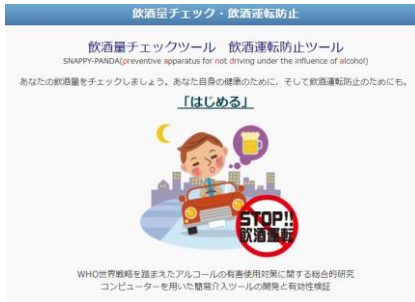 飲酒量チェック・飲酒運転防止
飲酒量チェックツール　飲酒運転防止ツール
SNAPPY-PANDA(preventive apparatus for not driving under the influence of alcohol)
あなたの飲酒量をチェックしましょう。あなた自身の健康のために、そして飲酒運転防止のためにも。
「はじめる」
STOP!!
飲酒運転
WHO世界戦略を踏まえたアルコールの有害使用対策に関する総合的研究
コンピューターを用いた簡易介入ツールの開発と有効性検証